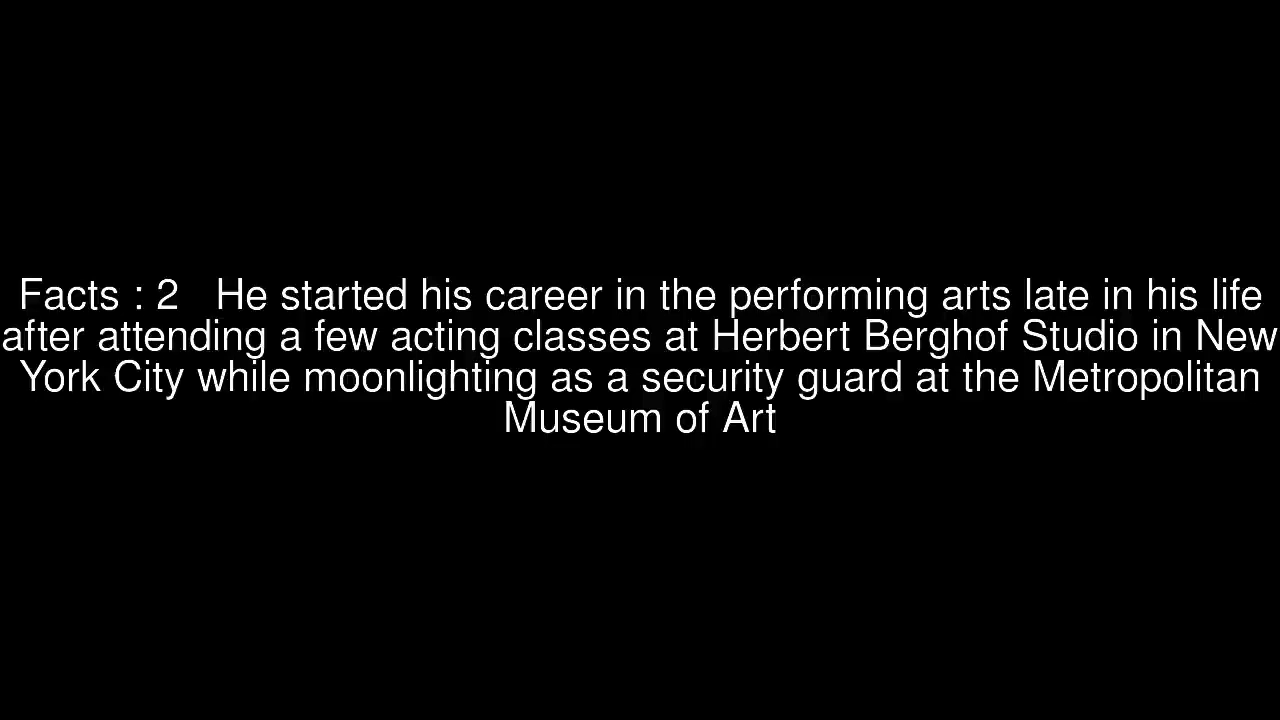 Facts : 2   He started his career in the performing arts late in his life
after attending a few acting classes at Herbert Berghof Studio in New
York City while moonlighting as a security guard at the Metropolitan
Museum of Art